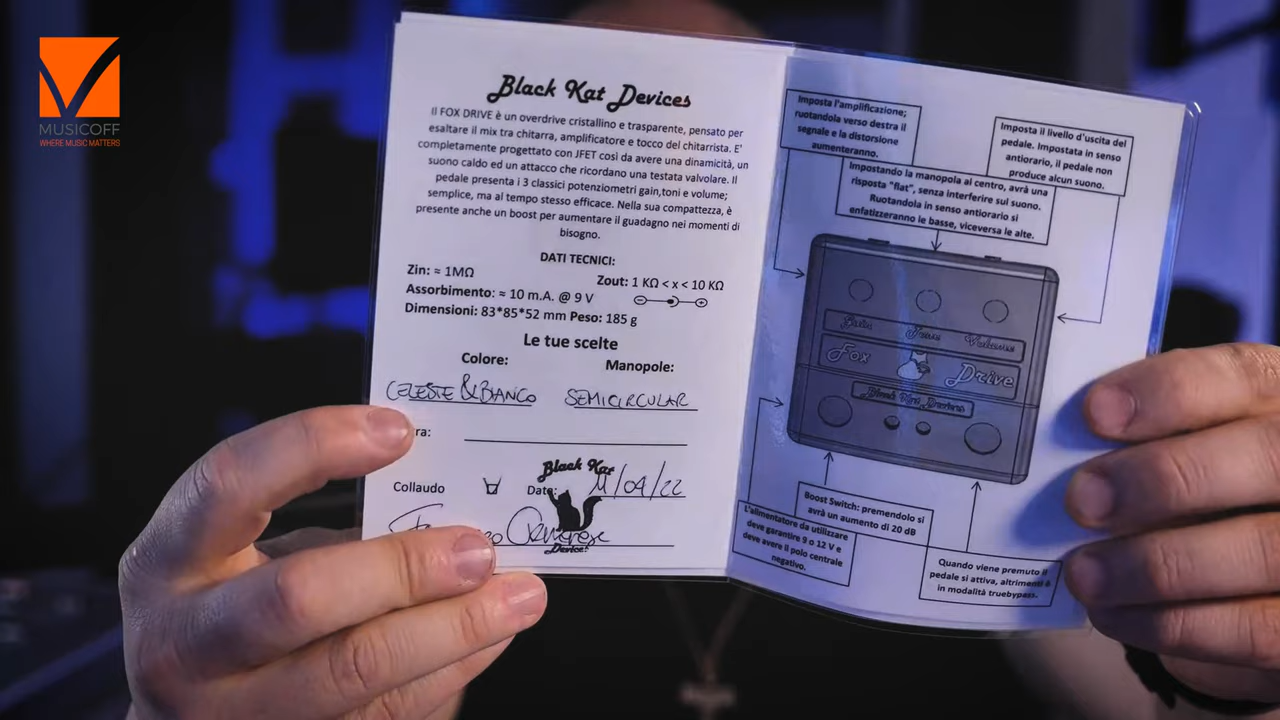 MUSICOFF
WHERE MUSIC MATTERS
Black Kat Devices
Il FOX DRIVE è un overdrive cristallino e trasparente, pensato per
esaltare il mix tra chitarra, amplificatore e tocco del chitarrista. E'
completamente progettato con JFET così da avere una dinamicità, un
suono caldo ed un attacco che ricordano una testata valvolare. Il
pedale presenta i 3 classici potenziometri gain,toni e volume;
semplice, ma al tempo stesso efficace. Nella sua compattezza, è
presente anche un boost per aumentare il guadagno nei momenti di
bisogno.
DATI TECNICI:
Zin: ≈ 1MΩ Zout: 1 KΩ < x < 10 KΩ
Assorbimento: ≈ 10 m.A. @ 9 V
Dimensioni: 83*85*52 mm Peso: 185 g
Le tue scelte
Colore: Manopole:
CELESTE & BIANCO SEMICIRCULAR
ra:
Collaudo Data: 11/04/22
Black Kat
Device!
Imposta l'amplificazione;
ruotandola verso destra il
segnale e la distorsione
aumenteranno.
Imposta il livello d'uscita del
pedale. Impostata in senso
antiorario, il pedale non
produce alcun suono.
Impostando la manopola al centro, avrà una
risposta "flat", senza interferire sul suono.
Ruotandola in senso antiorario si
enfatizzeranno le basse, viceversa le alte.
Gain Tone Volume
Fox Drive
Black Kat Devices
Boost Switch: premendolo si
avrà un aumento di 20 dB
L'alimentatore da utilizzare
deve garantire 9 o 12 V e
deve avere il polo centrale
negativo.
Quando viene premuto il
pedale si attiva, altrimenti è
in modalità truebypass.